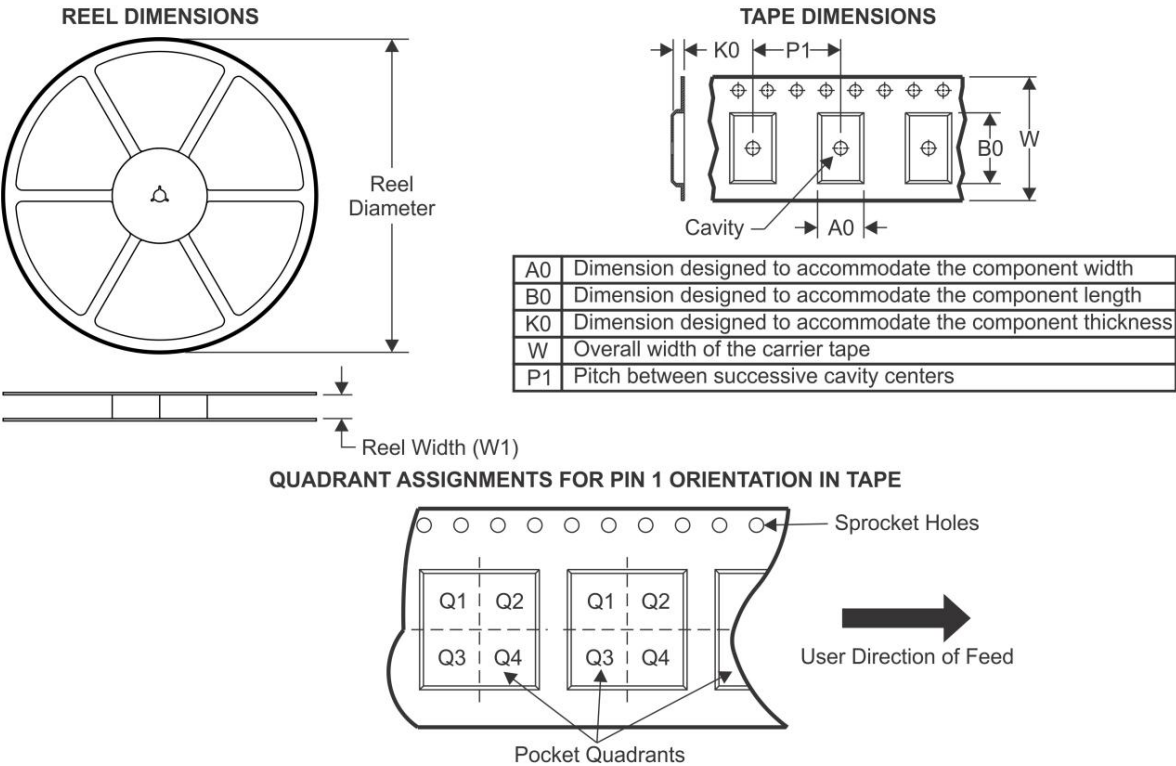 REEL DIMENSIONS
Reel
Diameter
Reel Width (W1)
TAPE DIMENSIONS
K0
P1
B0
W
Cavity
A0
A0 Dimension designed to accommodate the component width
B0 Dimension designed to accommodate the component length
K0 Dimension designed to accommodate the component thickness
W Overall width of the carrier tape
P1 Pitch between successive cavity centers
QUADRANT ASSIGNMENTS FOR PIN 1 ORIENTATION IN TAPE
Sprocket Holes
Q1 Q2 Q1 Q2
Q3 Q4 Q3 Q4
User Direction of Feed
Pocket Quadrants